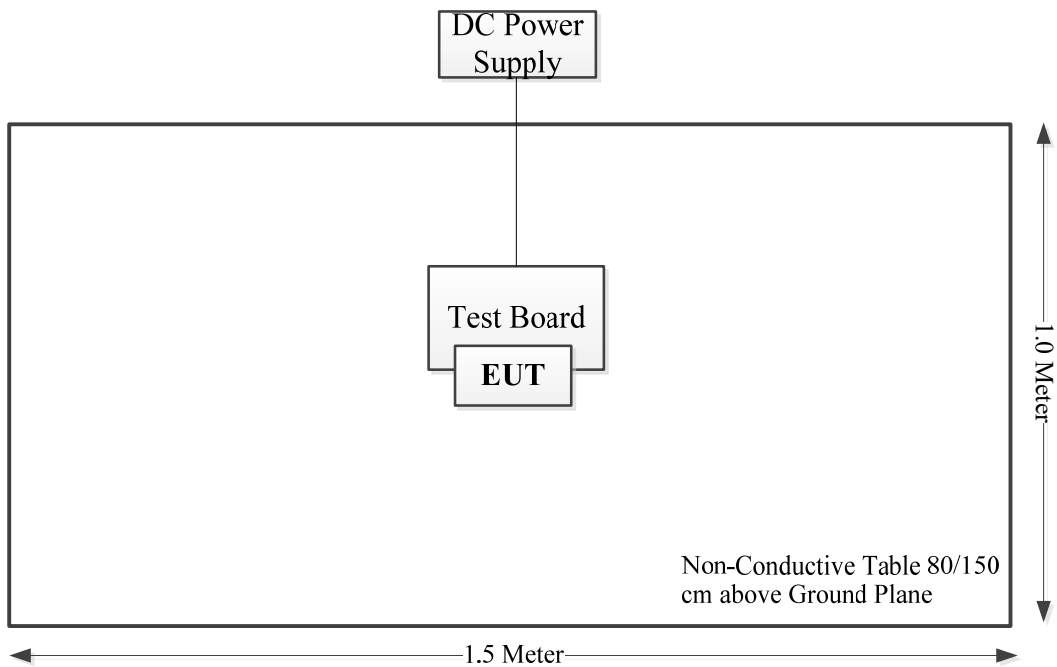 DC Power
Supply
Test Board
EUT
1.0 Meter
Non-Conductive Table 80/150
cm above Ground Plane
1.5 Meter